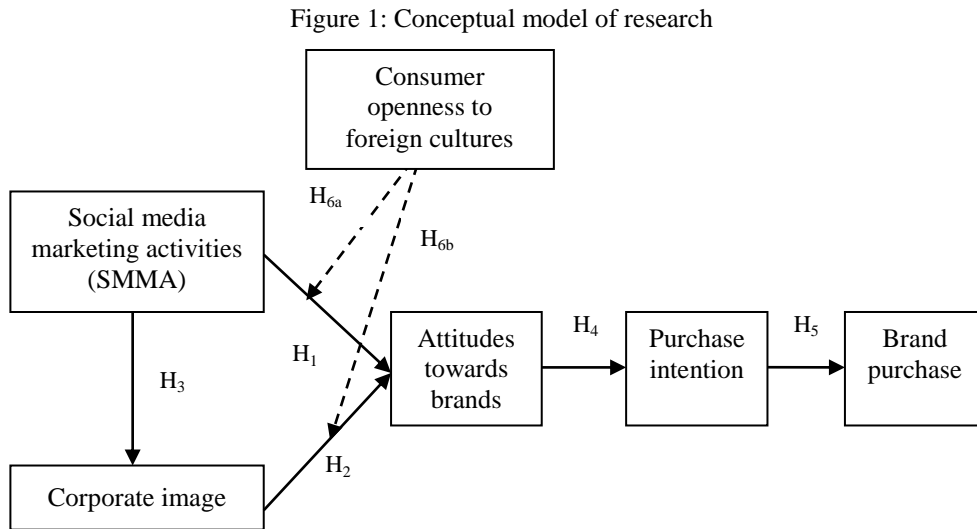 Figure 1: Conceptual model of research
Consumer
openness to
foreign cultures
H6a
H6b
Social media
marketing activities
(SMMA)
H1
H3
Attitudes
towards
brands
H4
Purchase
intention
H5
Brand
purchase
H2
Corporate image